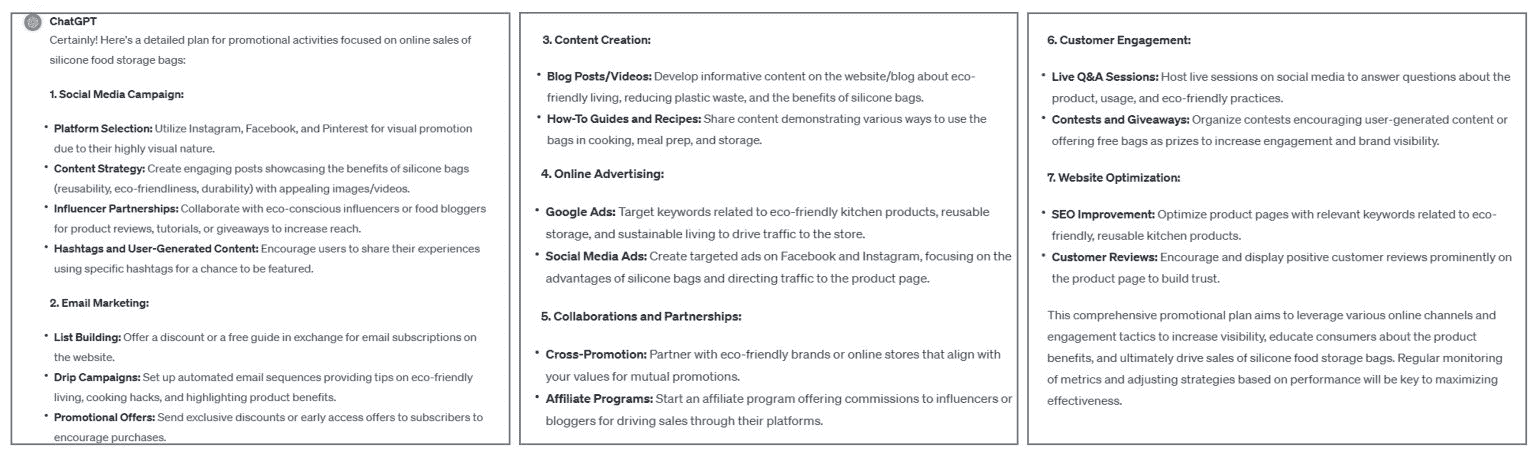 ChatGPT
Certainly! Here's a detailed plan for promotional activities focused on online sales of
silicone food storage bags:
1. Social Media Campaign:
• Platform Selection: Utilize Instagram, Facebook, and Pinterest for visual promotion
due to their highly visual nature.
• Content Strategy: Create engaging posts showcasing the benefits of silicone bags
(reusability, eco-friendliness, durability) with appealing images/videos.
• Influencer Partnerships: Collaborate with eco-conscious influencers or food bloggers
for product reviews, tutorials, or giveaways to increase reach.
• Hashtags and User-Generated Content: Encourage users to share their experiences
using specific hashtags for a chance to be featured.
2. Email Marketing:
• List Building: Offer a discount or a free guide in exchange for email subscriptions on
the website.
• Drip Campaigns: Set up automated email sequences providing tips on eco-friendly
living, cooking hacks, and highlighting product benefits.
• Promotional Offers: Send exclusive discounts or early access offers to subscribers to
encourage purchases.
3. Content Creation:
• Blog Posts/Videos: Develop informative content on the website/blog about eco-
friendly living, reducing plastic waste, and the benefits of silicone bags.
• How-To Guides and Recipes: Share content demonstrating various ways to use the
bags in cooking, meal prep, and storage.
4. Online Advertising:
• Google Ads: Target keywords related to eco-friendly kitchen products, reusable
storage, and sustainable living to drive traffic to the store.
• Social Media Ads: Create targeted ads on Facebook and Instagram, focusing on the
advantages of silicone bags and directing traffic to the product page.
5. Collaborations and Partnerships:
• Cross-Promotion: Partner with eco-friendly brands or online stores that align with
your values for mutual promotions.
• Affiliate Programs: Start an affiliate program offering commissions to influencers or
bloggers for driving sales through their platforms.
6. Customer Engagement:
• Live Q&A Sessions: Host live sessions on social media to answer questions about the
product, usage, and eco-friendly practices.
• Contests and Giveaways: Organize contests encouraging user-generated content or
offering free bags as prizes to increase engagement and brand visibility.
7. Website Optimization:
• SEO Improvement: Optimize product pages with relevant keywords related to eco-
friendly, reusable kitchen products.
• Customer Reviews: Encourage and display positive customer reviews prominently on
the product page to build trust.
This comprehensive promotional plan aims to leverage various online channels and
engagement tactics to increase visibility, educate consumers about the product
benefits, and ultimately drive sales of silicone food storage bags. Regular monitoring
of metrics and adjusting strategies based on performance will be key to maximizing
effectiveness.